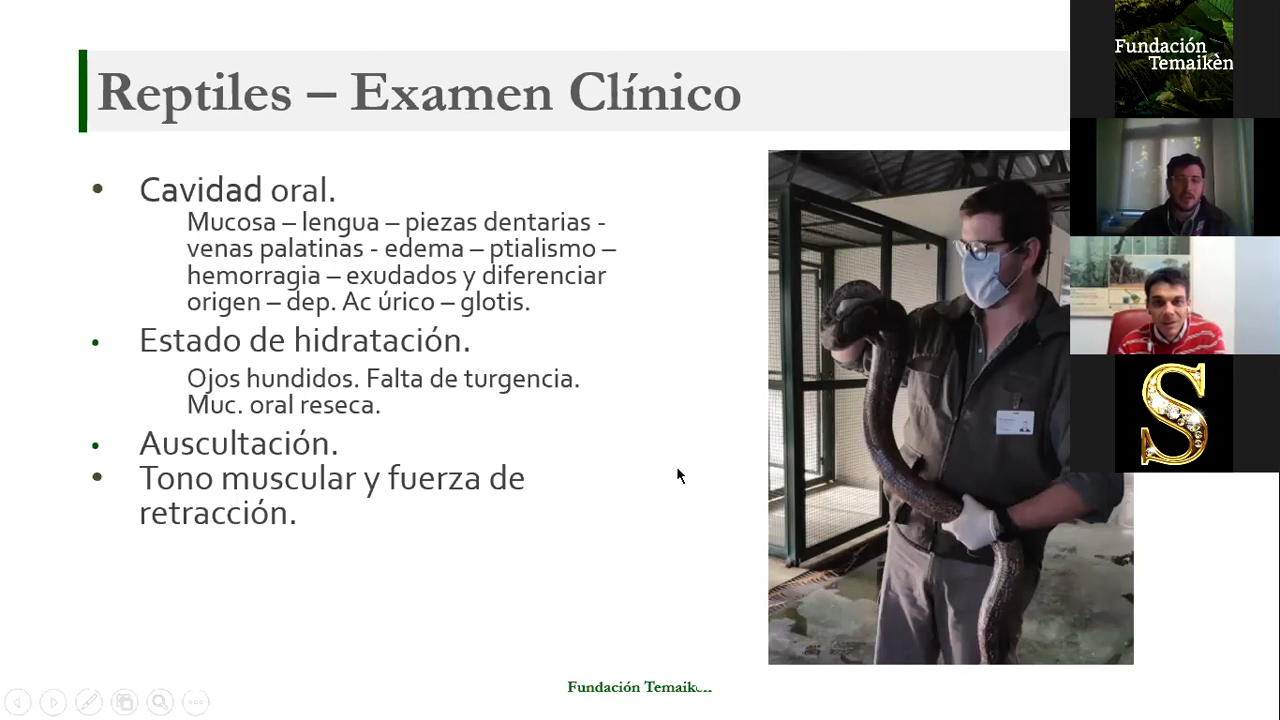 Reptiles – Examen Clínico
• Cavidad oral.
Mucosa – lengua – piezas dentarias -
venas palatinas - edema – ptialismo –
hemorragia – exudados y diferenciar
origen – dep. Ac úrico – glotis.
• Estado de hidratación.
Ojos hundidos. Falta de turgencia.
Muc. oral reseca.
• Auscultación.
• Tono muscular y fuerza de
retracción.
Fundación
Temaikèn
S
Fundación